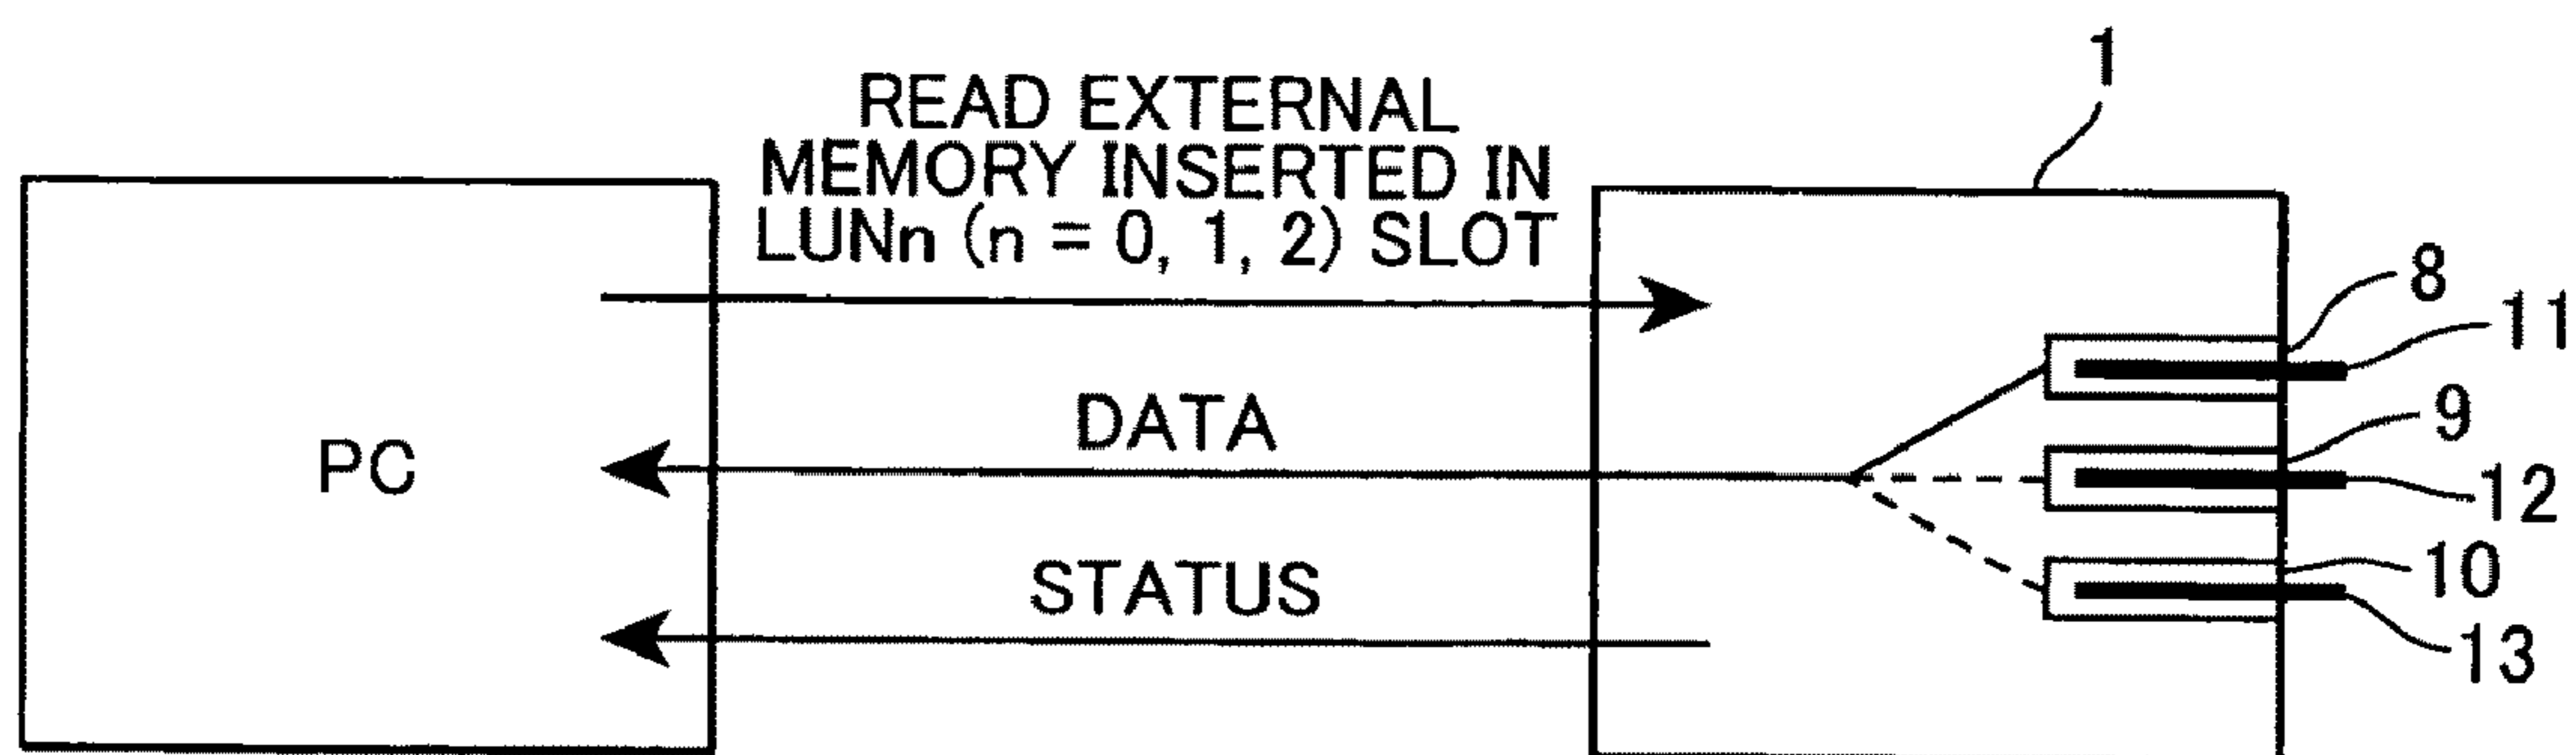 1
READ EXTERNAL
MEMORY INSERTED IN
LUNn (n = 0, 1, 2) SLOT
8
11
PC
DATA
9
12
STATUS
10
13